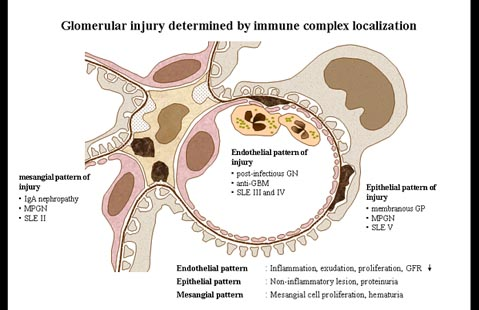 Glomerular injury determined by immune complex localization
mesangial pattern of
injury
• IgA nephropathy
• MPGN
• SLE II
Endothelial pattern of
injury
• post-infectious GN
• anti-GBM
• SLE III and IV
Epithelial pattern of
injury
• membranous GP
• MPGN
• SLE V
Endothelial pattern : Inflammation, exudation, proliferation, GFR ↓
Epithelial pattern : Non-inflammatory lesion, proteinuria
Mesangial pattern : Mesangial cell proliferation, hematuria